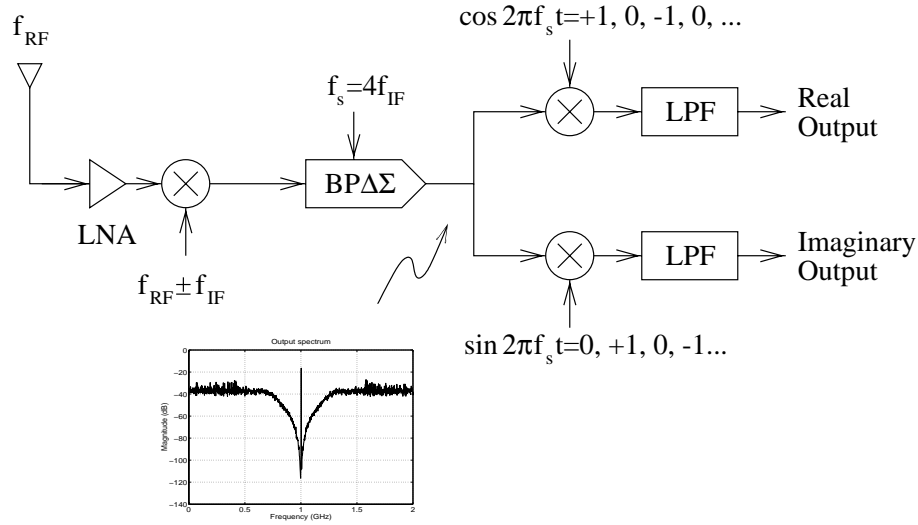 f_RF
cos 2πf_s t=+1, 0, -1, 0, ...
f_s=4f_IF
LPF
Real
Output
BPΔΣ
LNA
f_RF ± f_IF
LPF
Imaginary
Output
sin 2πf_s t=0, +1, 0, -1...
Output spectrum
0
−20
−40
−60
−80
−100
−120
−140
Magnitude (dB)
0 0.5 1 1.5 2
Frequency (GHz)